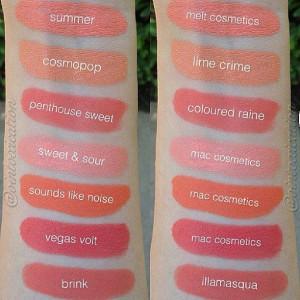 summer
cosmopop
penthouse sweet
sweet & sour
sounds like noise
vegas volt
brink
melt cosmetics
lime crime
coloured raine
mac cosmetics
mac cosmetics
mac cosmetics
illamasqua